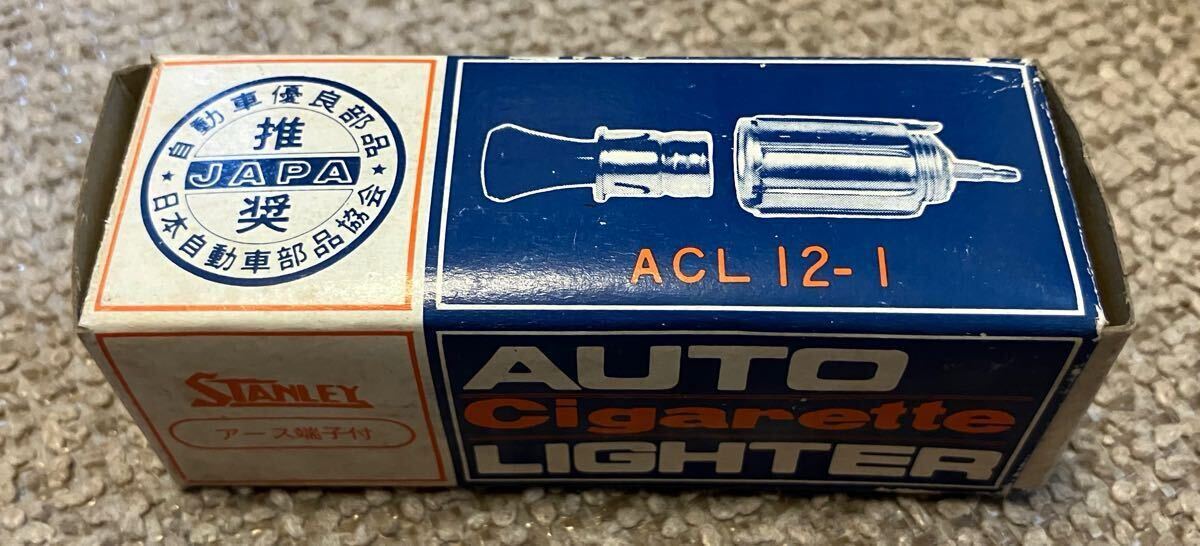 自動車優良部品
推
JAPA
奨
日本自動車部品協会
ACL 12-1
STANLEY
アース端子付
AUTO
Cigarette
LIGHTER